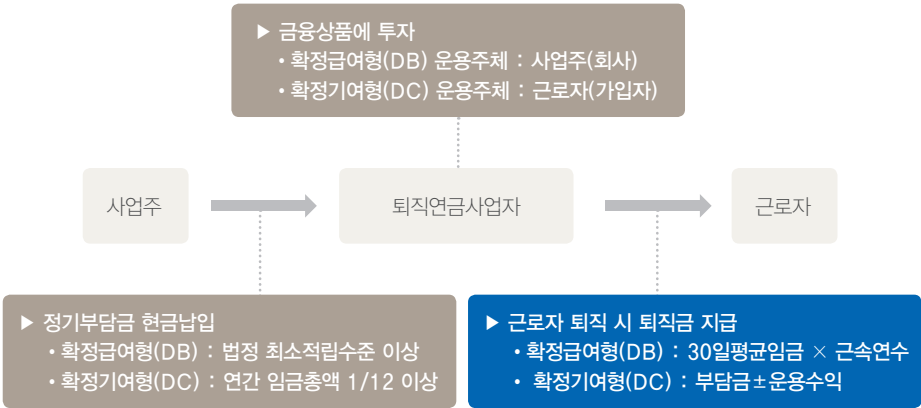 ▶ 금융상품에 투자
• 확정급여형(DB) 운용주체 : 사업주(회사)
• 확정기여형(DC) 운용주체 : 근로자(가입자)
사업주
퇴직연금사업자
근로자
▶ 정기부담금 현금납입
• 확정급여형(DB) : 법정 최소적립수준 이상
• 확정기여형(DC) : 연간 임금총액 1/12 이상
▶ 근로자 퇴직 시 퇴직금 지급
• 확정급여형(DB) : 30일평균임금 × 근속연수
• 확정기여형(DC) : 부담금±운용수익